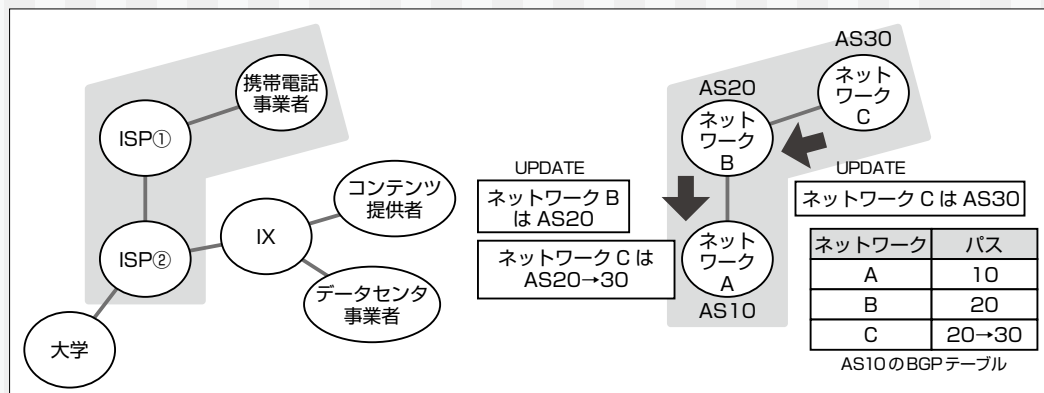 携帯電話
事業者
ISP①
コンテンツ
提供者
IX
ISP②
データセンタ
事業者
大学
AS30
ネット
ワーク
C
AS20
ネット
ワーク
B
UPDATE
ネットワーク B
は AS20
ネットワーク C は
AS20→30
UPDATE
ネットワーク C は AS30
ネット
ワーク
A
AS10
ネットワーク パス
A 10
B 20
C 20→30
AS10のBGPテーブル